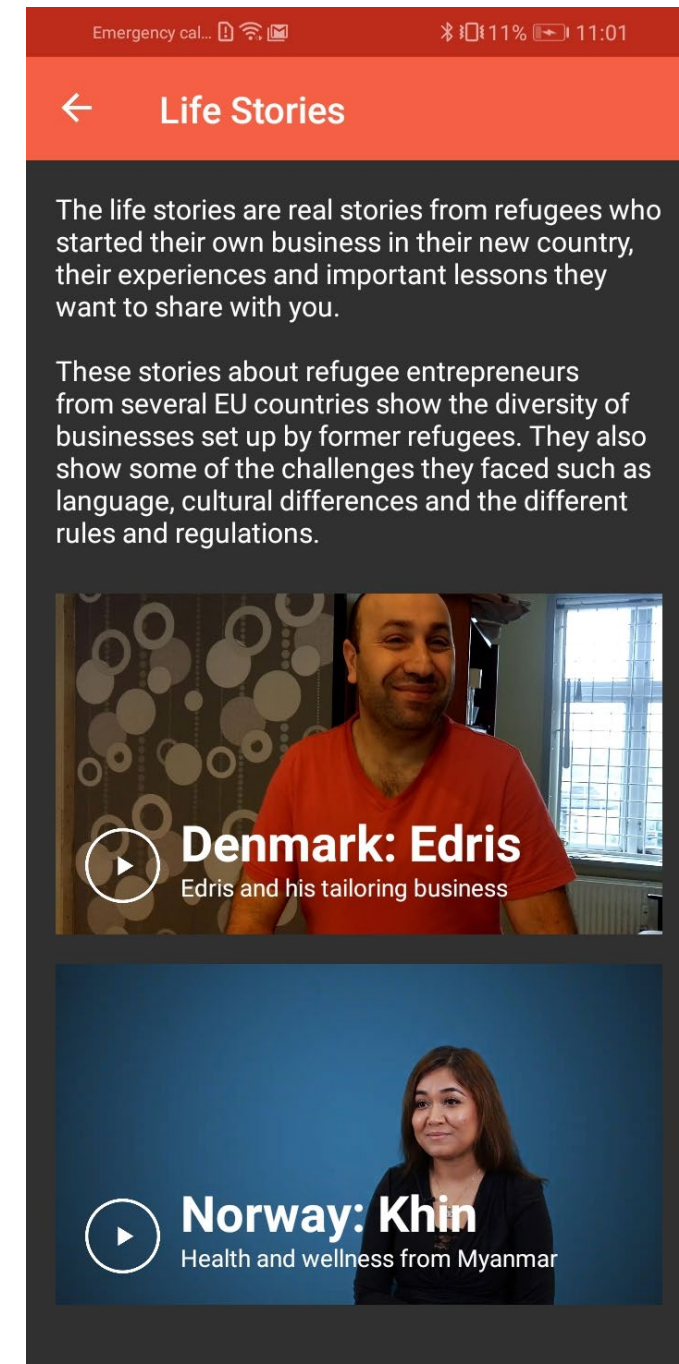 Emergency cal... 11% 11:01
Life Stories
The life stories are real stories from refugees who
started their own business in their new country,
their experiences and important lessons they
want to share with you.
These stories about refugee entrepreneurs
from several EU countries show the diversity of
businesses set up by former refugees. They also
show some of the challenges they faced such as
language, cultural differences and the different
rules and regulations.
Denmark: Edris
Edris and his tailoring business
Norway: Khin
Health and wellness from Myanmar